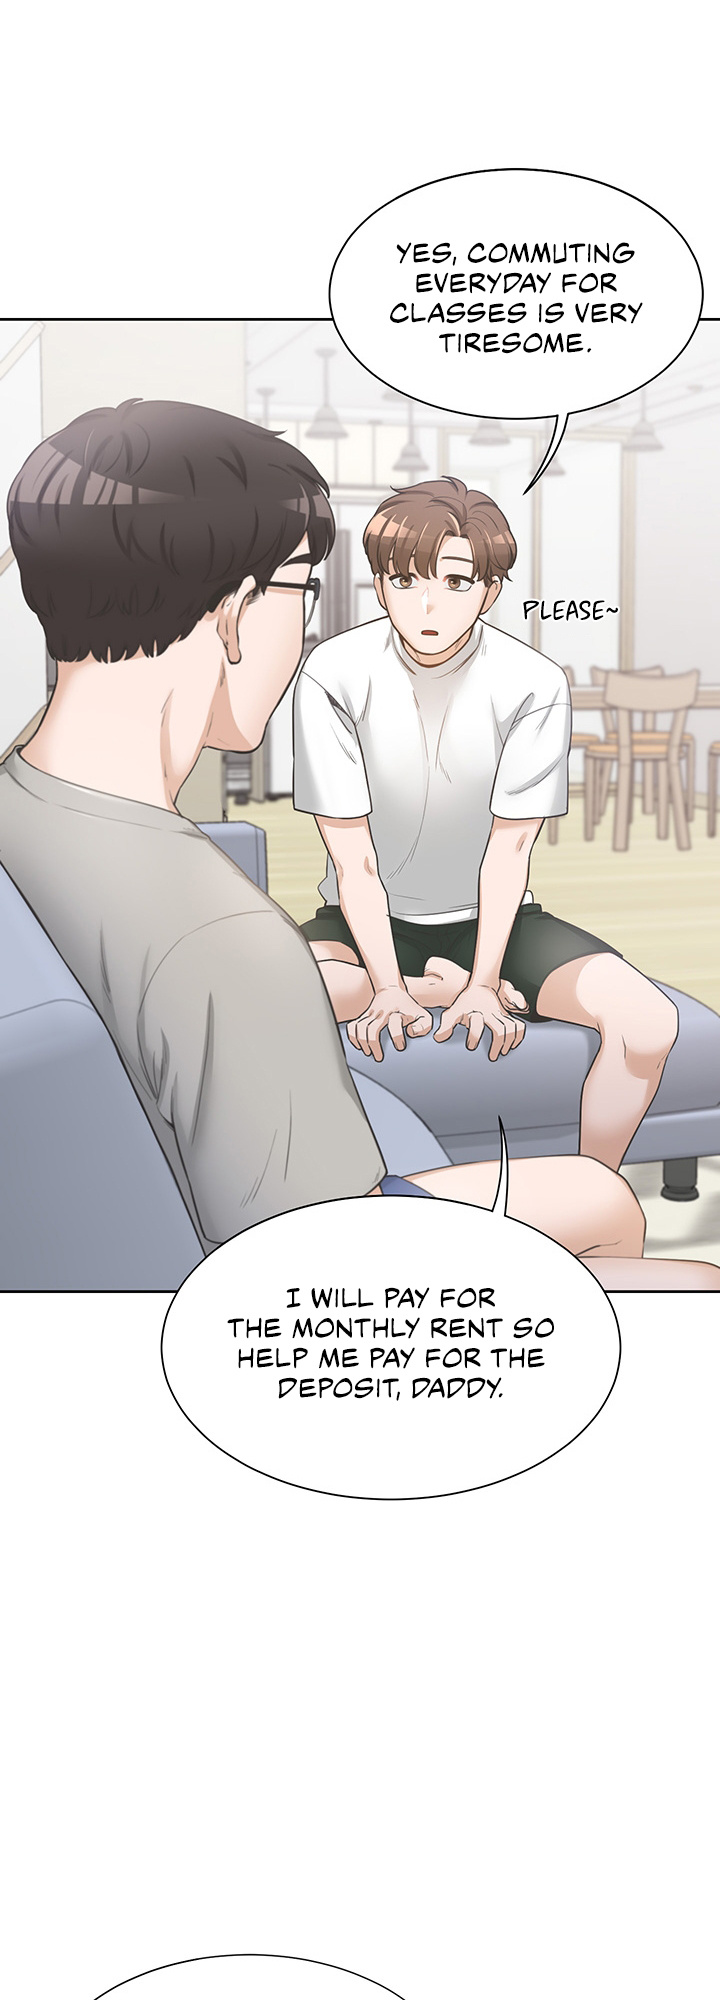 YES, COMMUTING
EVERYDAY FOR
CLASSES IS VERY
TIRESOME.
PLEASE~
I WILL PAY FOR
THE MONTHLY RENT SO
HELP ME PAY FOR THE
DEPOSIT, DADDY.